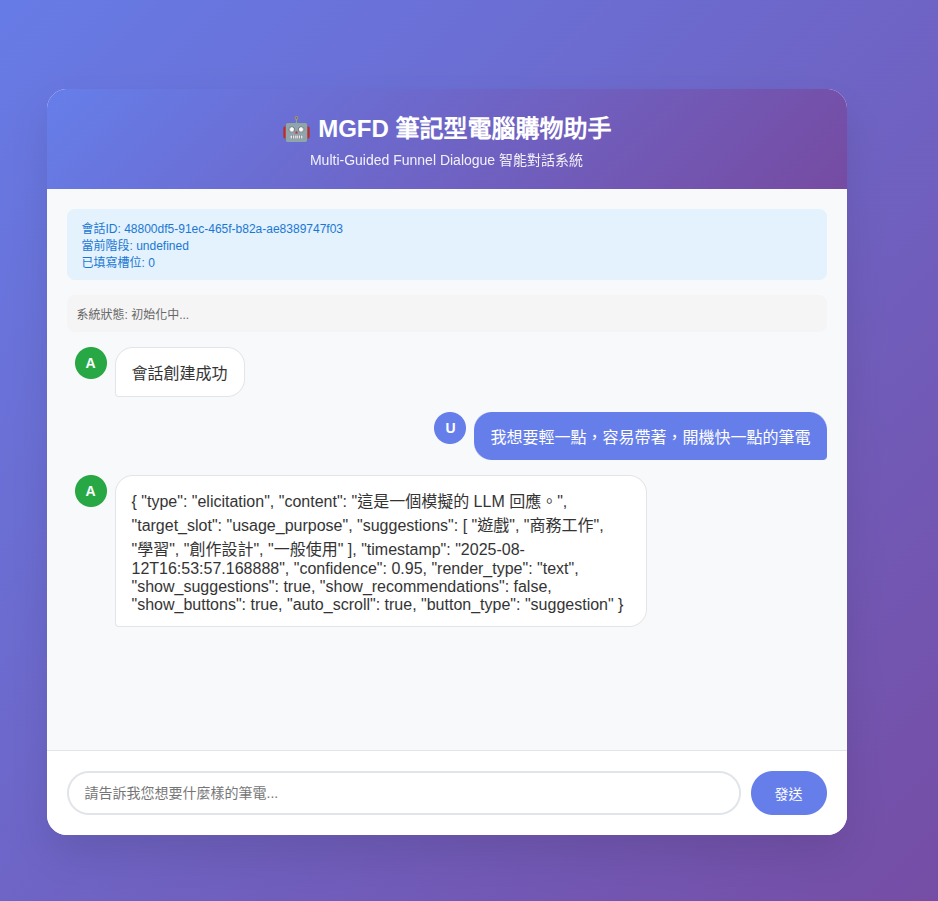 🤖 MGFD 筆記型電腦購物助手
Multi-Guided Funnel Dialogue 智能對話系統
會話ID: 48800df5-91ec-465f-b82a-ae8389747f03
當前階段: undefined
已填寫槽位: 0
系統狀態: 初始化中...
A
會話創建成功
U
我想要輕一點，容易帶著，開機快一點的筆電
A
{ "type": "elicitation", "content": "這是一個模擬的 LLM 回應。",
"target_slot": "usage_purpose", "suggestions": [ "遊戲", "商務工作",
"學習", "創作設計", "一般使用" ], "timestamp": "2025-08-
12T16:53:57.168888", "confidence": 0.95, "render_type": "text",
"show_suggestions": true, "show_recommendations": false,
"show_buttons": true, "auto_scroll": true, "button_type": "suggestion" }
請告訴我您想要什麼樣的筆電...
發送